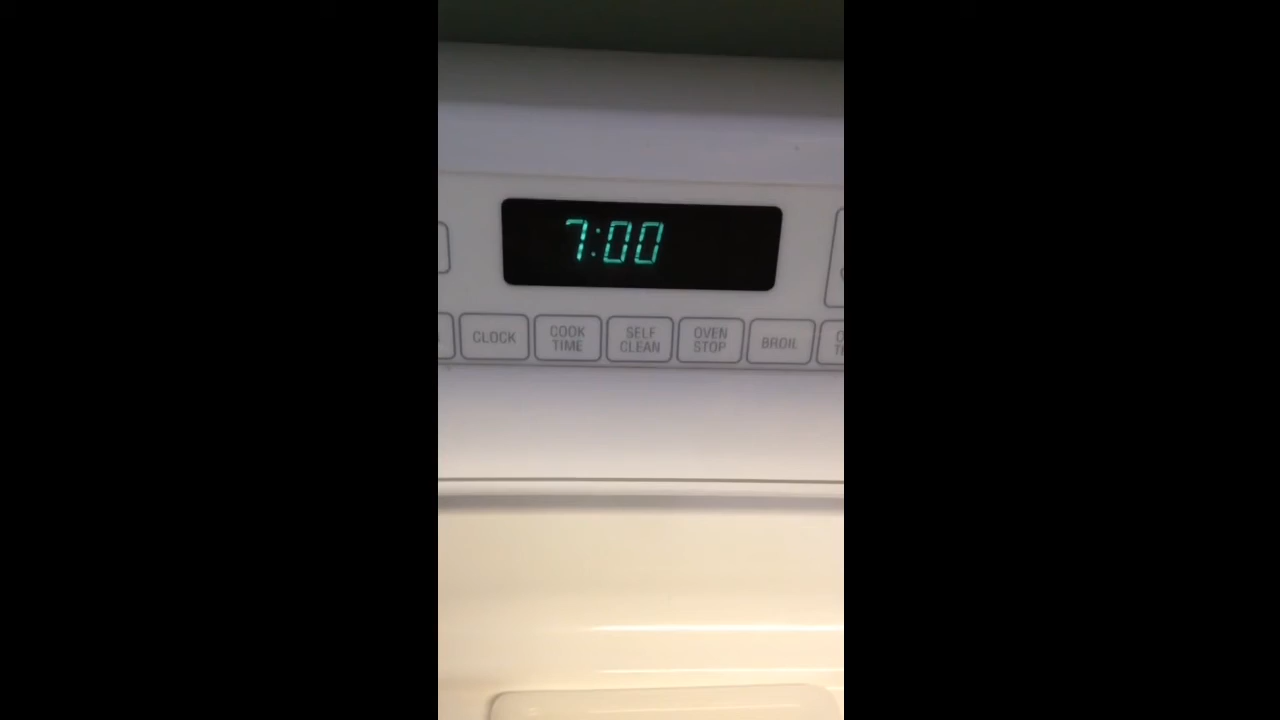 7:00
CLOCK
COOK
TIME
SELF
CLEAN
OVEN
STOP
BROIL